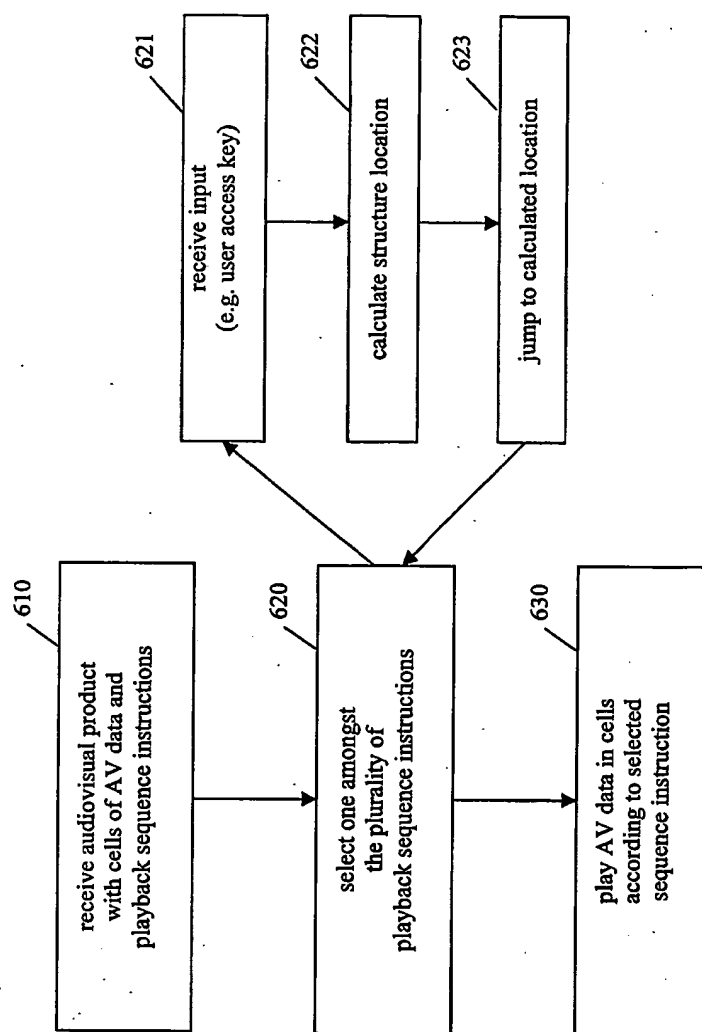 610
receive audiovisual product
with cells of AV data and
playback sequence instructions
620
select one amongst
the plurality of
playback sequence instructions
630
play AV data in cells
according to selected
sequence instruction
621
receive input
(e.g. user access key)
622
calculate structure location
623
jump to calculated location